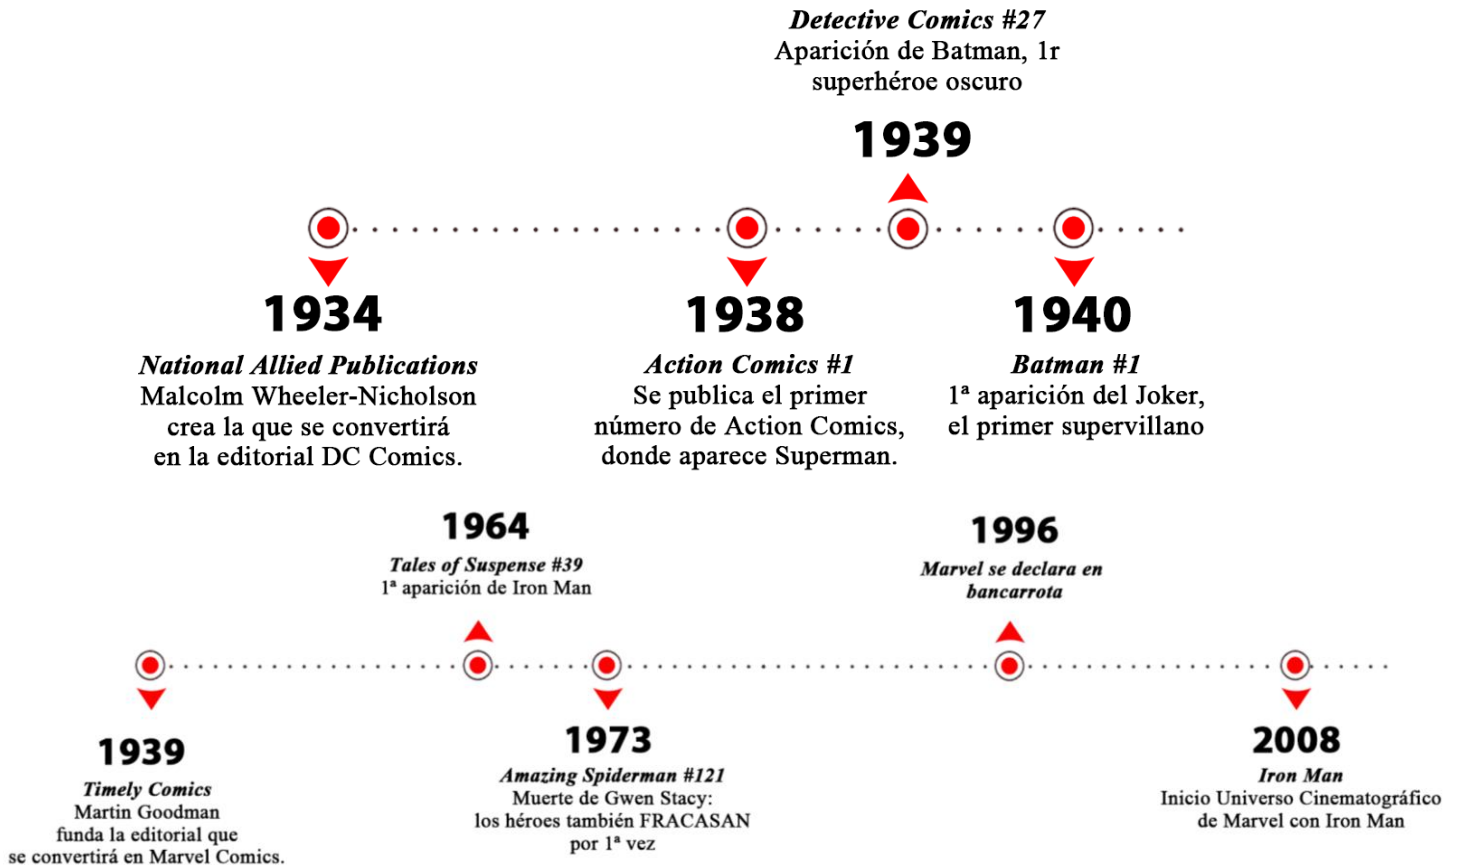 Detective Comics #27
Aparición de Batman, 1r
superhéroe oscuro
1939
1934
National Allied Publications
Malcolm Wheeler-Nicholson
crea la que se convertirá
en la editorial DC Comics.
1938
Action Comics #1
Se publica el primer
número de Action Comics,
donde aparece Superman.
1940
Batman #1
1ª aparición del Joker,
el primer supervillano
1964
Tales of Suspense #39
1ª aparición de Iron Man
1996
Marvel se declara en
bancarrota
1939
Timely Comics
Martin Goodman
funda la editorial que
se convertirá en Marvel Comics.
1973
Amazing Spiderman #121
Muerte de Gwen Stacy:
los héroes también FRACASAN
por 1ª vez
2008
Iron Man
Inicio Universo Cinematográfico
de Marvel con Iron Man